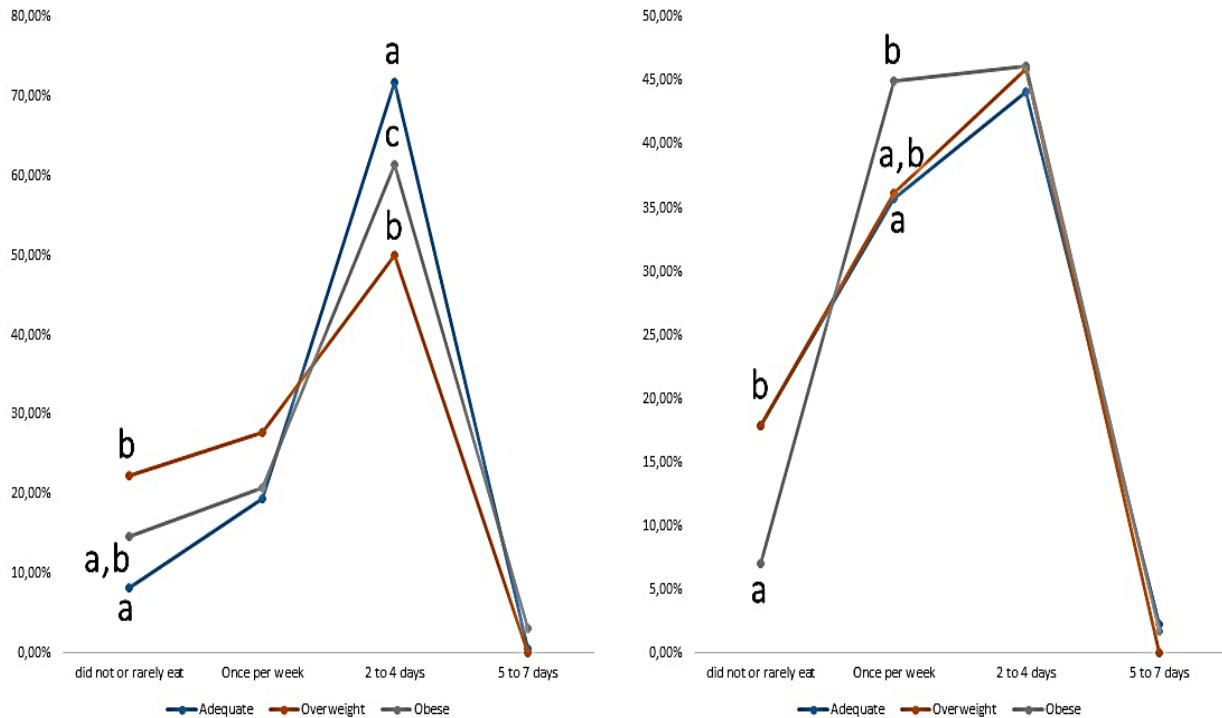 80,00%
70,00%
60,00%
50,00%
40,00%
30,00%
20,00%
10,00%
0,00%
a
c
b
b
a,b
a
did not or rarely eat Once per week 2 to 4 days 5 to 7 days
Adequate Overweight Obese
50,00%
45,00%
40,00%
35,00%
30,00%
25,00%
20,00%
15,00%
10,00%
5,00%
0,00%
b
a,b
a
b
a
did not or rarely eat Once per week 2 to 4 days 5 to 7 days
Adequate Overweight Obese